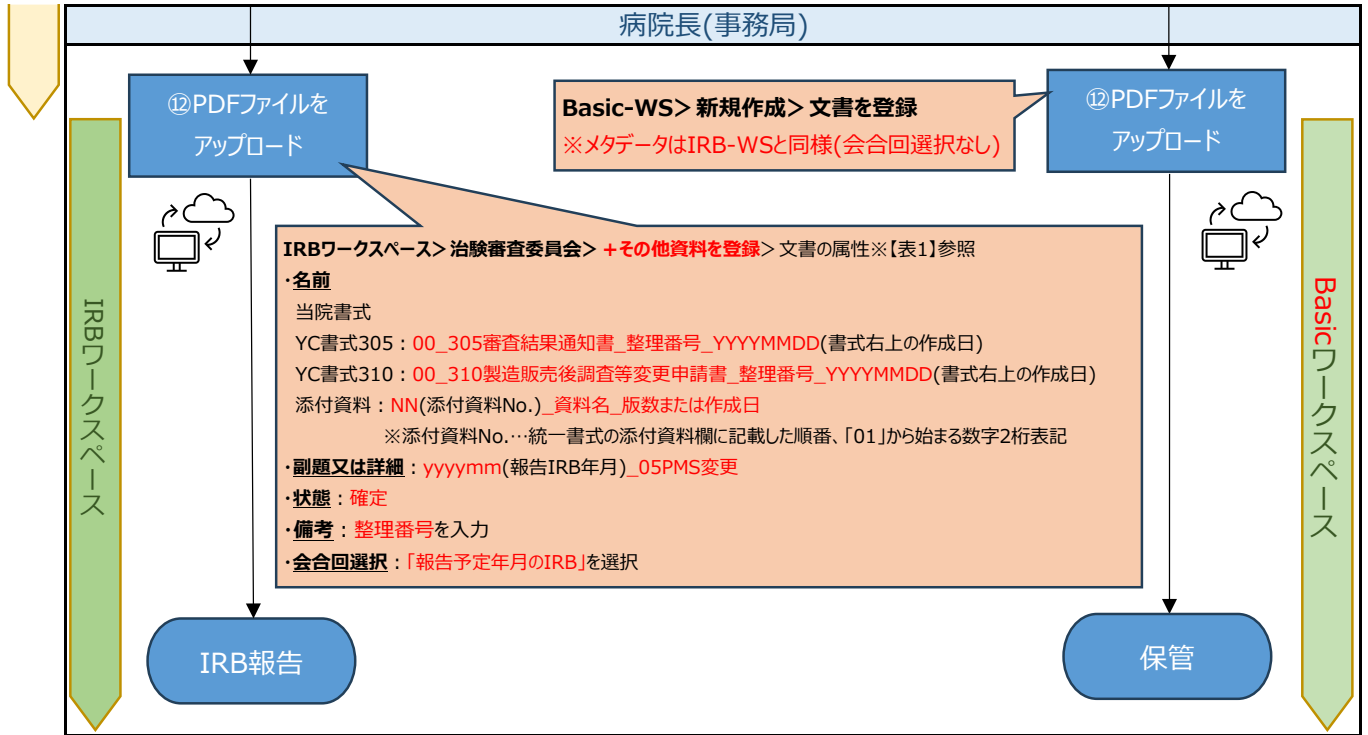 病院長(事務局)
⑫PDFファイルを
アップロード
Basic-WS>新規作成>文書を登録
※メタデータはIRB-WSと同様(会合回選択なし)
⑫PDFファイルを
アップロード
IRBワークスペース>治験審査委員会>+その他資料を登録>文書の属性※【表1】参照
・名前
当院書式
YC書式305：00_305審査結果通知書_整理番号_YYYYMMDD(書式右上の作成日)
YC書式310：00_310製造販売後調査等変更申請書_整理番号_YYYYMMDD(書式右上の作成日)
添付資料：NN(添付資料No.)_資料名_版数または作成日
※添付資料No.…統一書式の添付資料欄に記載した順番、「01」から始まる数字2桁表記
・副題又は詳細：yyyymm(報告IRB年月)_05PMS変更
・状態：確定
・備考：整理番号を入力
・会合回選択：「報告予定年月のIRB」を選択
IRBワークスペース
Basicワークスペース
IRB報告
保管